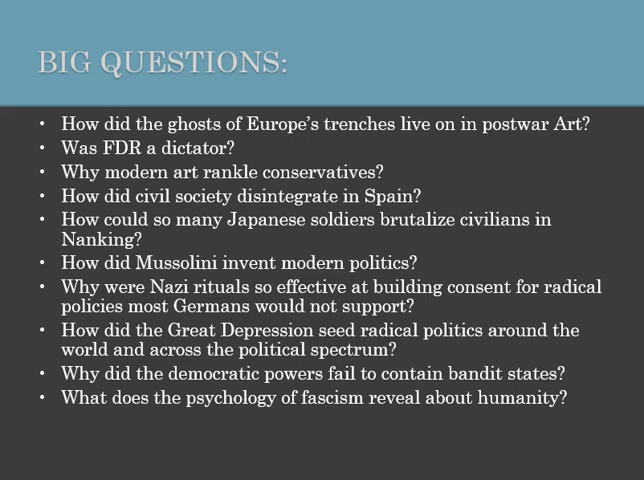 BIG QUESTIONS:
• How did the ghosts of Europe's trenches live on in postwar Art?
• Was FDR a dictator?
• Why modern art rankle conservatives?
• How did civil society disintegrate in Spain?
• How could so many Japanese soldiers brutalize civilians in
Nanking?
• How did Mussolini invent modern politics?
• Why were Nazi rituals so effective at building consent for radical
policies most Germans would not support?
• How did the Great Depression seed radical politics around the
world and across the political spectrum?
• Why did the democratic powers fail to contain bandit states?
• What does the psychology of fascism reveal about humanity?